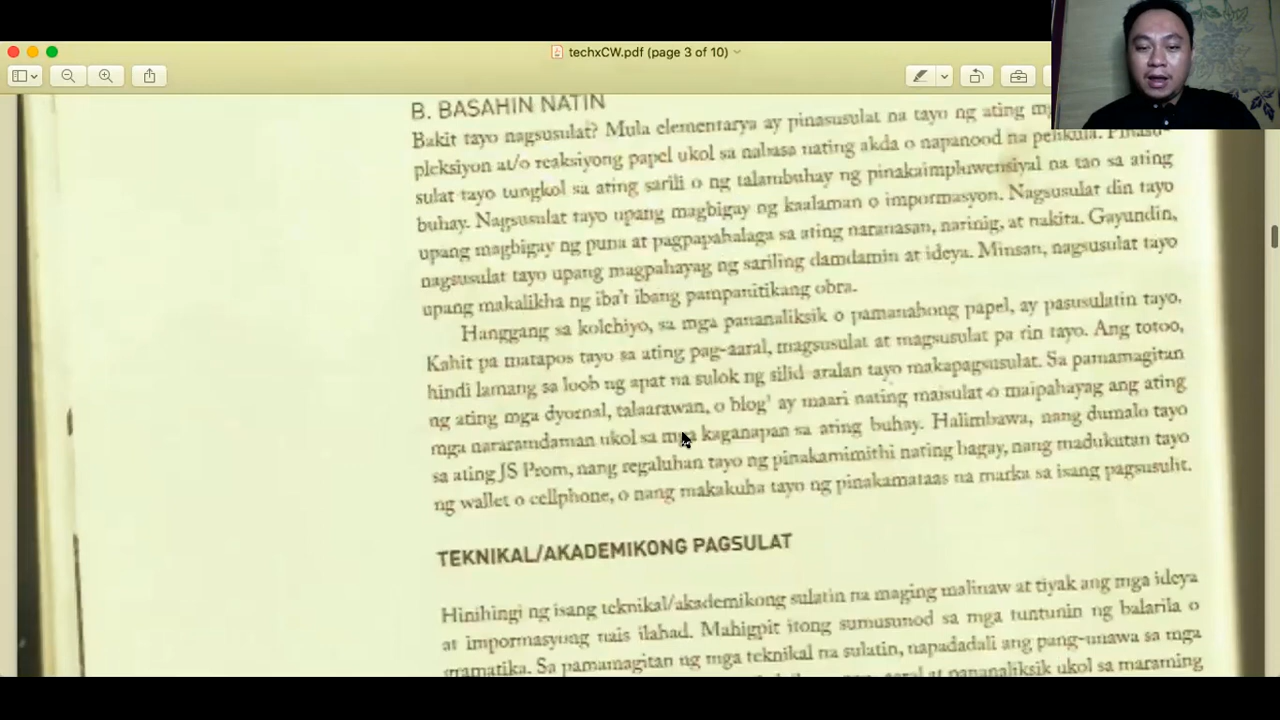 techxCW.pdf (page 3 of 10)
B. BASAHIN NATIN
Bakit tayo nagsusulat? Mula elementarya ay pinasusulat na tayo ng ating
pleksiyon at/o reaksiyong papel ukol sa nabasa nating akda o napanood na pelikula. Pinasu-
sulat tayo tungkol sa ating sarili o ng talambuhay ng pinakaimpluwensiyal na tao sa ating
buhay. Nagsusulat tayo upang magbigay ng kaalaman o impormasyon. Nagsusulat din tayo
upang magbigay ng puna at pagpapahalaga sa ating naranasan, narinig, at nakita. Gayundin,
nagsusulat tayo upang magpahayag ng sariling damdamin at ideya. Minsan, nagsusulat tayo
upang makalikha ng iba't ibang pampanitikang obra.
Hanggang sa kolehiyo, sa mga pananaliksik o pamanahong papel, ay pasusulatin tayo.
Kahit pa matapos tayo sa ating pag-aaral, magsusulat at magsusulat pa rin tayo. Ang totoo,
hindi lamang sa loob ng apat na sulok ng silid-aralan tayo makapagsusulat. Sa pamamagitan
ng ating mga dyornal, talaarawan, o blog¹ ay maari nating maisulat o maipahayag ang ating
mga nararamdaman ukol sa mga kaganapan sa ating buhay. Halimbawa, nang dumalo tayo
sa ating JS Prom, nang regaluhan tayo ng pinakamimithi nating bagay, nang madukutan tayo
ng wallet o cellphone, o nang makakuha tayo ng pinakamataas na marka sa isang pagsusulit.
TEKNIKAL/AKADEMIKONG PAGSULAT
Hinihingi ng isang teknikal/akademikong sulatin na maging malinaw at tiyak ang mga ideya
at impormasyong nais ilahad. Mahigpit itong sumusunod sa mga tuntunin ng balarila o
gramatika. Sa pamamagitan ng mga teknikal na sulatin, napadadali ang pang-unawa sa mga
at pananaliksik ukol sa maraming